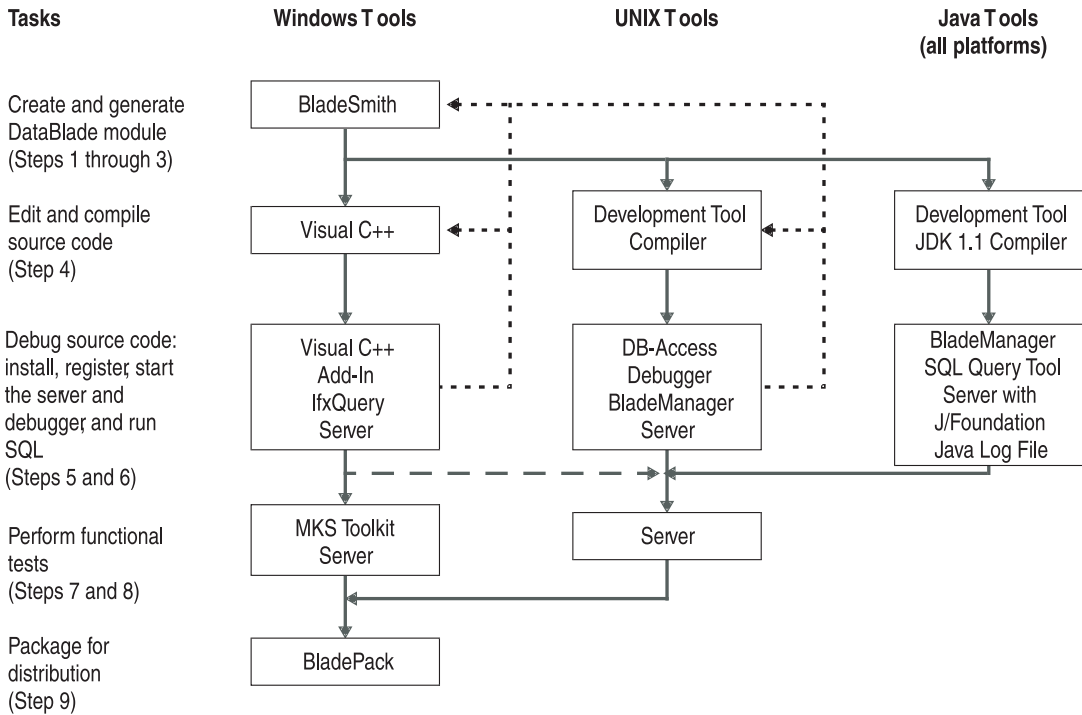 Tasks
Windows Tools
UNIX Tools
Java Tools
(all platforms)
Create and generate
DataBlade module
(Steps 1 through 3)
BladeSmith
Edit and compile
source code
(Step 4)
Visual C++
Development Tool
Compiler
Development Tool
JDK 1.1 Compiler
Debug source code:
install, register, start
the server and
debugger, and run
SQL
(Steps 5 and 6)
Visual C++
Add-In
IfxQuery
Server
DB-Access
Debugger
BladeManager
Server
BladeManager
SQL Query Tool
Server with
J/Foundation
Java Log File
Perform functional
tests
(Steps 7 and 8)
MKS Toolkit
Server
Server
Package for
distribution
(Step 9)
BladePack